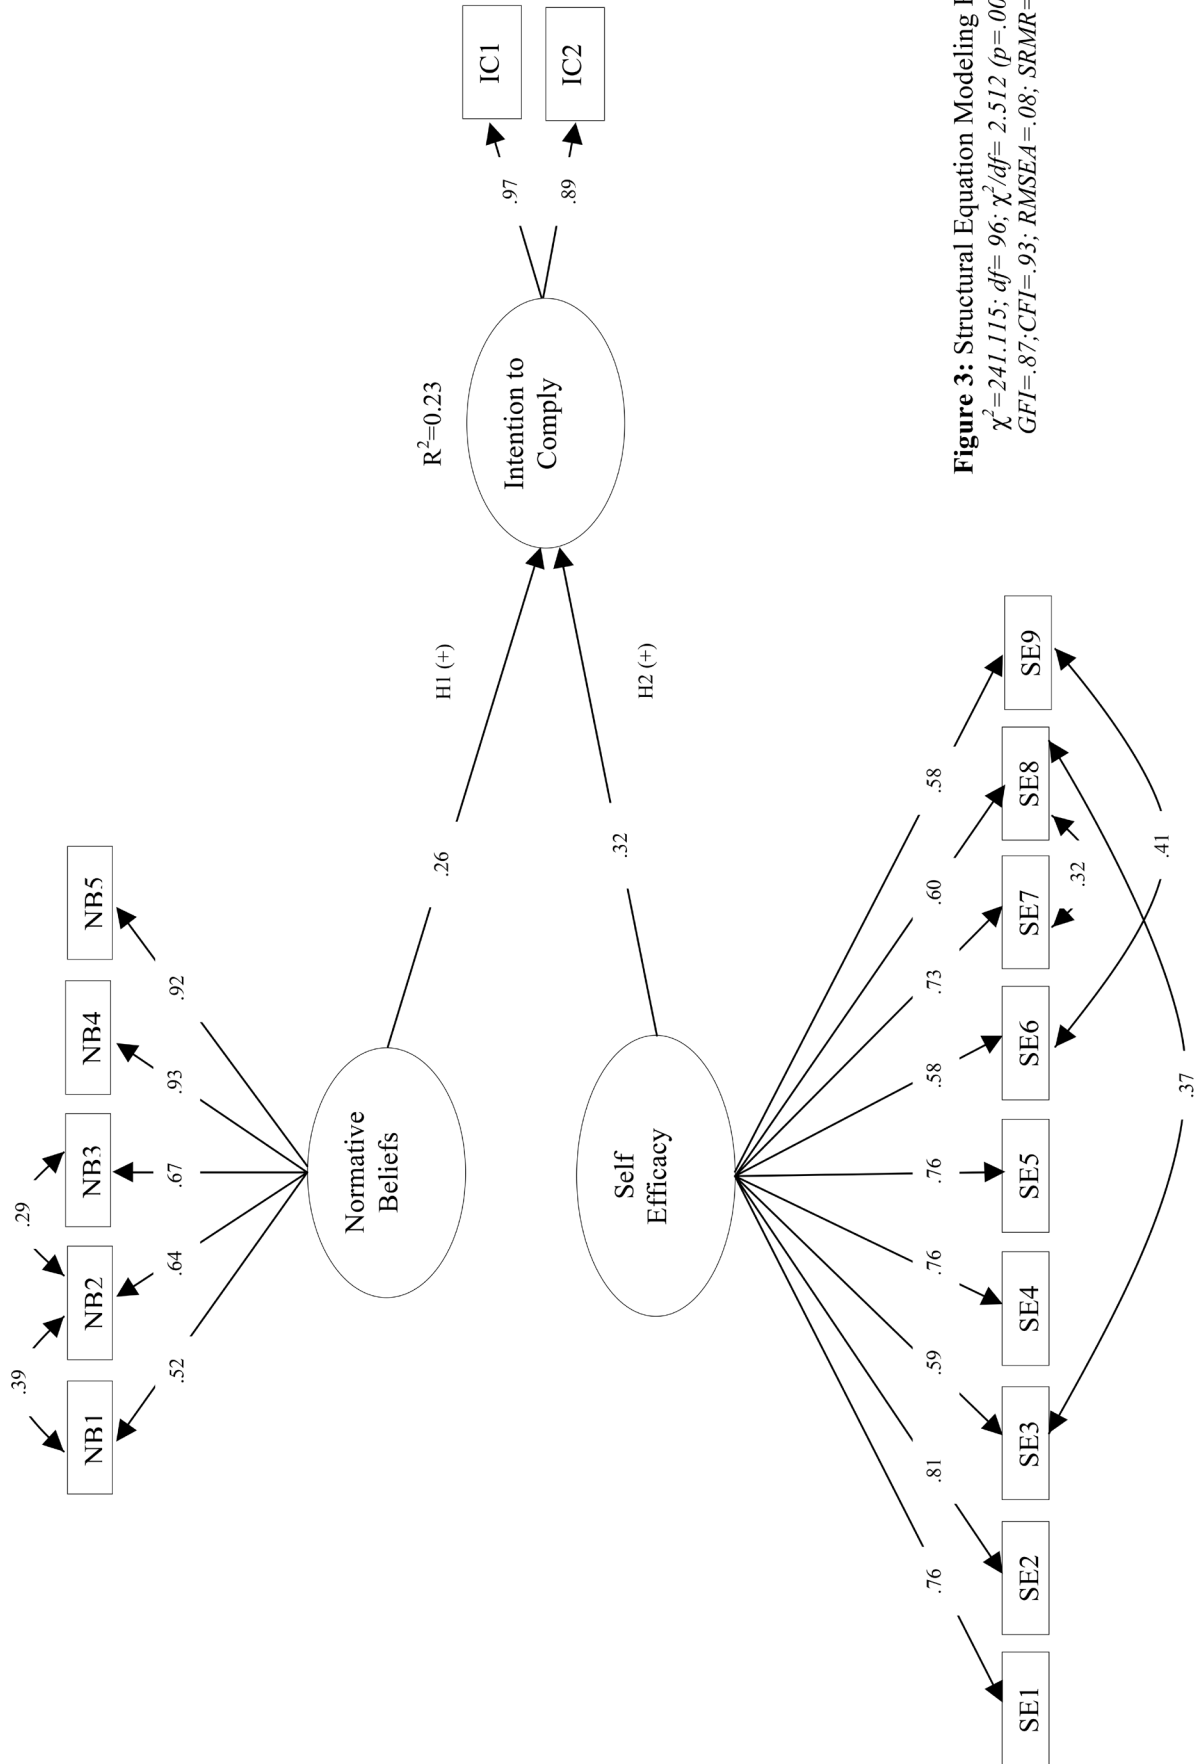 .39 .29
NB1 NB2 NB3 NB4 NB5
.52 .64 .67 .93 .92
Normative
Beliefs
.26
H1 (+)
R²=0.23
Intention to
Comply
.97
IC1
.89
IC2
Self
Efficacy
.32
H2 (+)
.76 .81 .59 .76 .76 .58 .73 .60 .58
SE1 SE2 SE3 SE4 SE5 SE6 SE7 SE8 SE9
.32
.41
.37
Figure 3: Structural Equation Modeling
χ²=241.115; df= 96; χ²/df= 2.512 (p=.00
GFI=.87;CFI=.93; RMSEA=.08; SRMR=